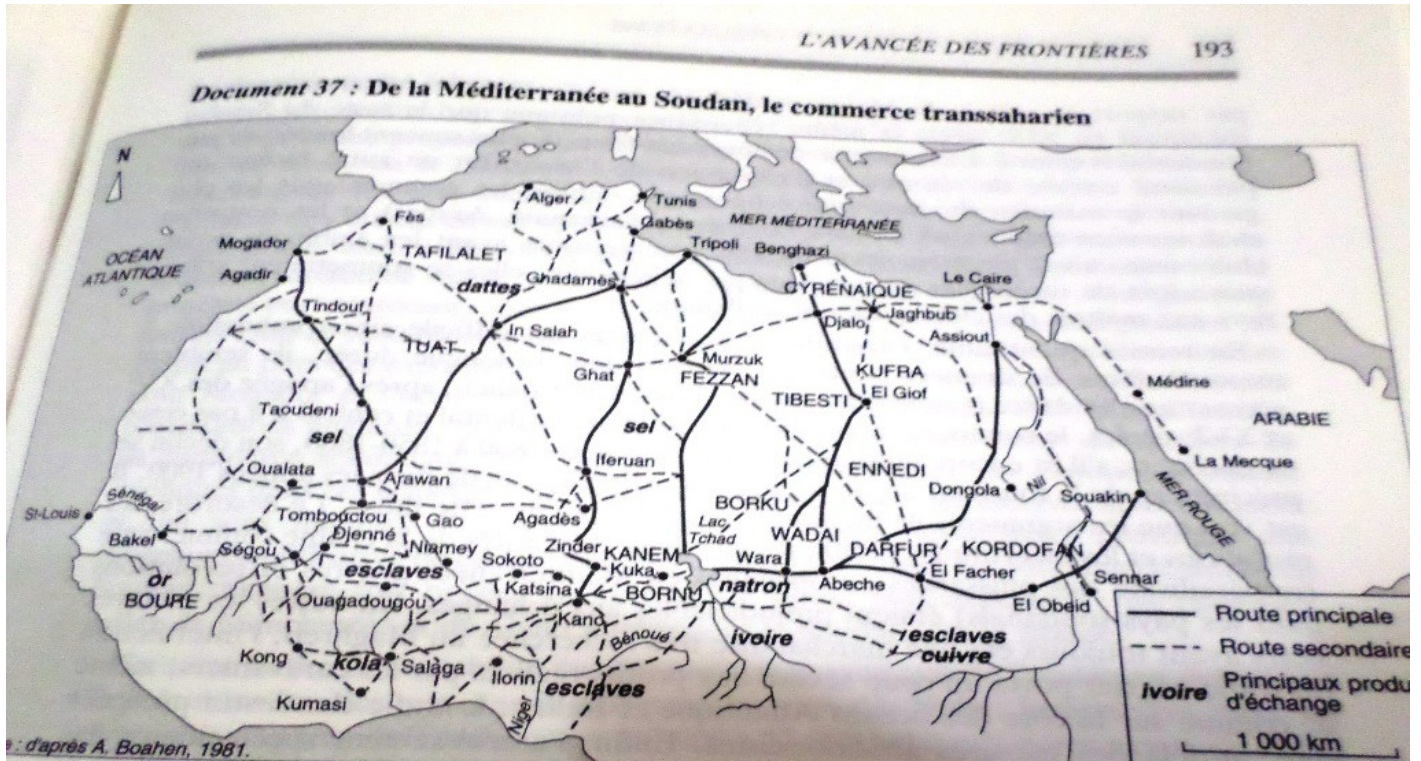 L'AVANCÉE DES FRONTIÈRES 193
Document 37 : De la Méditerranée au Soudan, le commerce transsaharien
N
OCÉAN
ATLANTIQUE
MER MÉDITERRANÉE
Alger
Tunis
Fès
Gabès
Mogador
TAFILALET
Tripoli
Benghazi
Agadir
dattes
Ghadamès
CYRÉNAÏQUE
Le Caire
Tindouf
In Salah
Djalo
Jaghbub
Assiout
TUAT
Ghat
Murzuk
FEZZAN
KUFRA
El Giof
TIBESTI
Médine
ARABIE
La Mecque
Taoudeni
sel
sel
Oualata
Arawan
Iferuan
ENNEDI
Dongola
Nil
Souakin
MER ROUGE
St-Louis
Sénégal
Tombouctou
Gao
Agadès
BORKU
Lac
Tchad
WADAI
Bakel
Ségou
Djenné
Niamey
Sokoto
Zinder
KANEM
Wara
DARFUR
KORDOFAN
or
BOURE
esclaves
Katsina
Kuka
BORNU
natron
Abeche
El Facher
Sennar
Ouagadougou
Kano
El Obeid
Kong
kola
Salaga
Ilorin
Bénoué
ivoire
esclaves
cuivre
Kumasi
Niger
esclaves
Route principale
Route secondaire
ivoire Principaux produ
d'échange
1 000 km
: d'après A. Boahen, 1981.